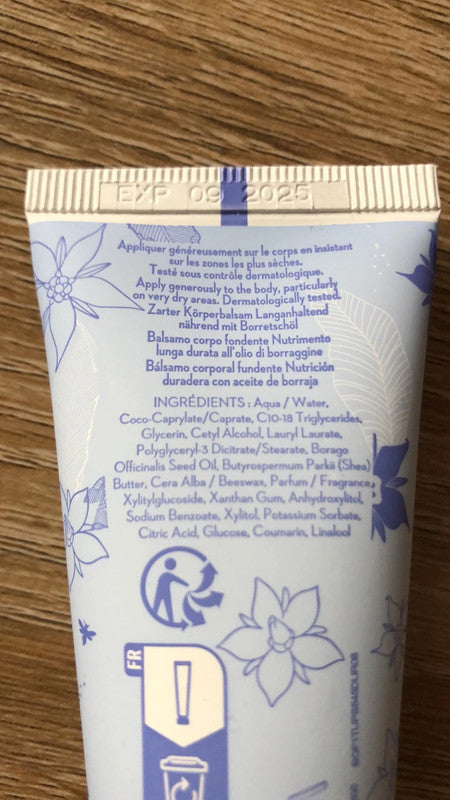 EXP 09 2025
Appliquer généreusement sur le corps en insistant
sur les zones les plus sèches.
Testé sous contrôle dermatologique.
Apply generously to the body, particularly
on very dry areas. Dermatologically tested.
Zarter Körperbalsam Langanhaltend
nährend mit Borretschöl
Balsamo corpo fondente Nutrimento
lunga durata all'olio di borraggine
Bálsamo corporal fundente Nutrición
duradera con aceite de borraja
INGRÉDIENTS : Aqua / Water,
Coco-Caprylate/Caprate, C10-18 Triglycerides,
Glycerin, Cetyl Alcohol, Lauryl Laurate,
Polyglyceryl-3 Dicitrate/Stearate, Borago
Officinalis Seed Oil, Butyrospermum Parkii (Shea)
Butter, Cera Alba / Beeswax, Parfum / Fragrance,
Xylitylglucoside, Xanthan Gum, Anhydroxylitol,
Sodium Benzoate, Xylitol, Potassium Sorbate,
Citric Acid, Glucose, Coumarin, Linalool
FR